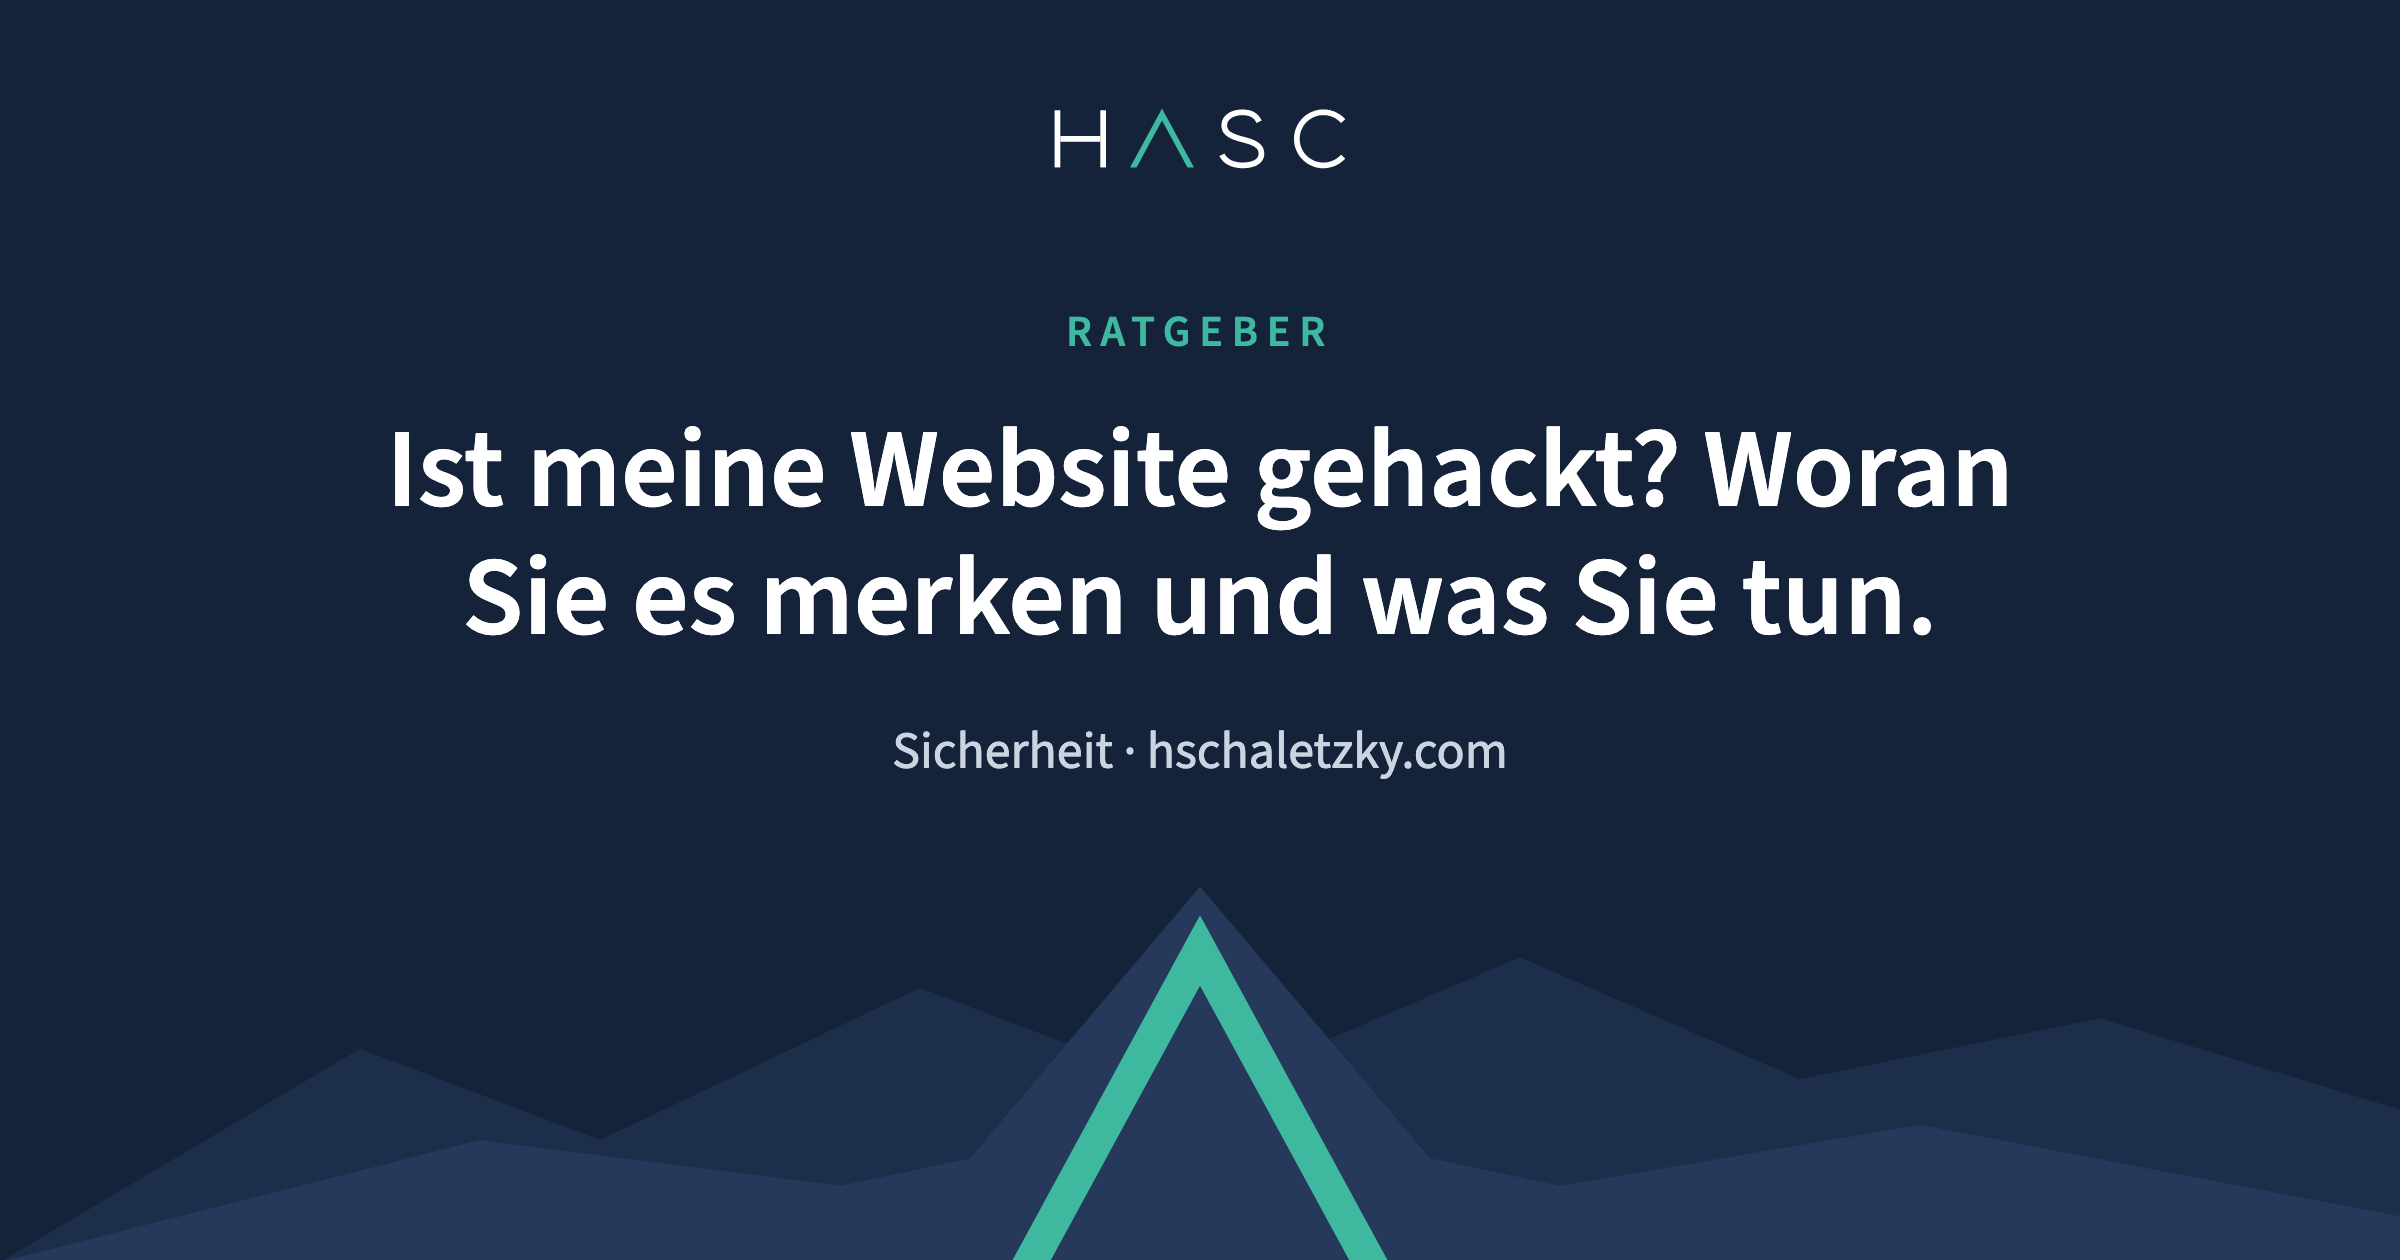 HASC
RATGEBER
Ist meine Website gehackt? Woran
Sie es merken und was Sie tun.
Sicherheit · hschaletzky.com